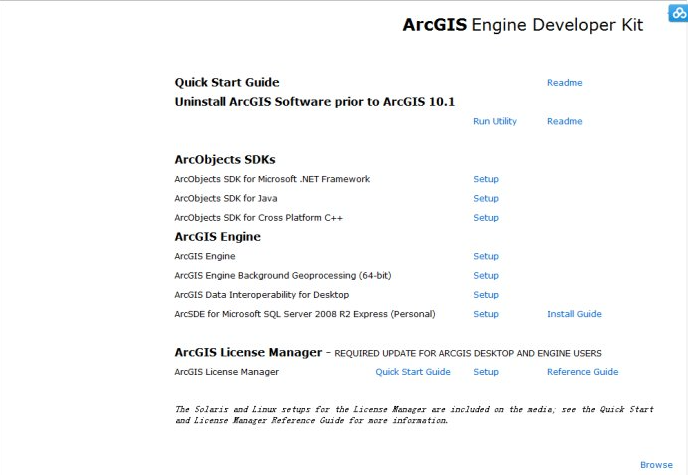 ArcGIS Engine Developer Kit
Quick Start Guide Readme
Uninstall ArcGIS Software prior to ArcGIS 10.1
Run Utility Readme
ArcObjects SDKs
ArcObjects SDK for Microsoft .NET Framework Setup
ArcObjects SDK for Java Setup
ArcObjects SDK for Cross Platform C++ Setup
ArcGIS Engine
ArcGIS Engine Setup
ArcGIS Engine Background Geoprocessing (64-bit) Setup
ArcGIS Data Interoperability for Desktop Setup
ArcSDE for Microsoft SQL Server 2008 R2 Express (Personal) Setup Install Guide
ArcGIS License Manager - REQUIRED UPDATE FOR ARCGIS DESKTOP AND ENGINE USERS
ArcGIS License Manager Quick Start Guide Setup Reference Guide
The Solaris and Linux setups for the License Manager are included on the media; see the Quick Start
and License Manager Reference Guide for more information.
Browse